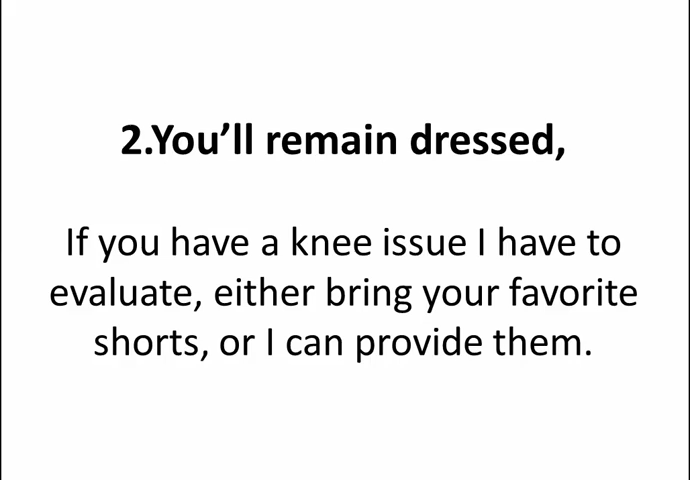 2.You’ll remain dressed,
If you have a knee issue I have to
evaluate, either bring your favorite
shorts, or I can provide them.